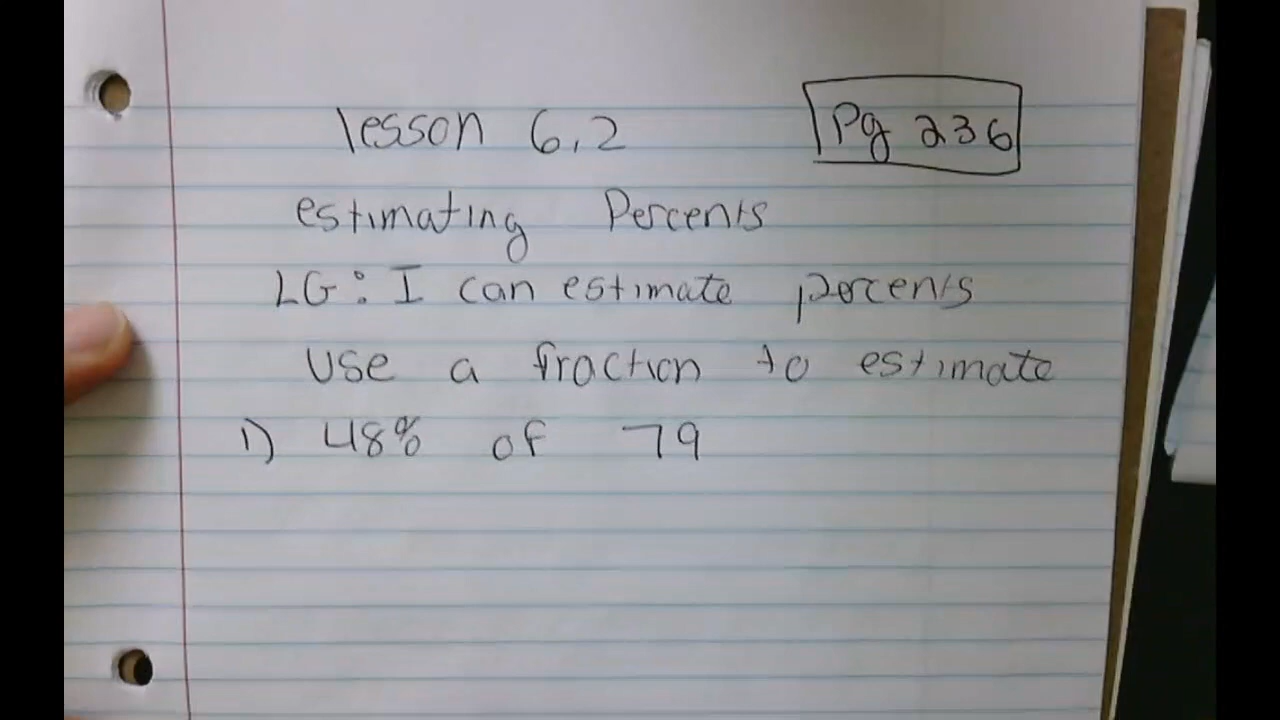 lesson 6.2
Pg 236
estimating Percents
LG: I can estimate percents
Use a fraction to estimate
1) 48% of 79